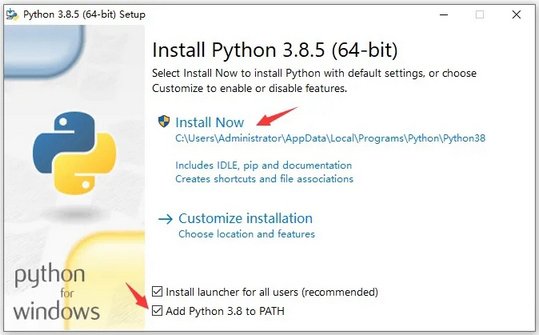 Python 3.8.5 (64-bit) Setup
Install Python 3.8.5 (64-bit)
Select Install Now to install Python with default settings, or choose
Customize to enable or disable features.
Install Now
C:\Users\Administrator\AppData\Local\Programs\Python\Python38
Includes IDLE, pip and documentation
Creates shortcuts and file associations
Customize installation
Choose location and features
python
for
windows
Install launcher for all users (recommended)
Add Python 3.8 to PATH